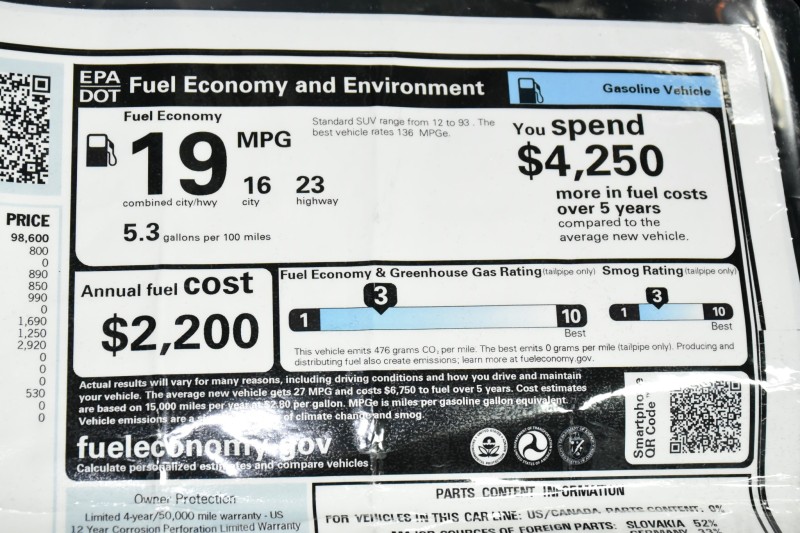 PRICE
98,600
800
0
890
850
990
0
1,690
1,250
2,920
0
0
0
530
0
0
EPA
DOT
Fuel Economy and Environment
Gasoline Vehicle
Fuel Economy
19 MPG
16
23
combined city/hwy
city
highway
5.3 gallons per 100 miles
Standard SUV range from 12 to 93 . The
best vehicle rates 136 MPGe.
You spend
$4,250
more in fuel costs
over 5 years
compared to the
average new vehicle.
Annual fuel cost
$2,200
Fuel Economy & Greenhouse Gas Rating (tailpipe only)
3
1
10
Best
Smog Rating (tailpipe only)
3
1
10
Best
This vehicle emits 476 grams CO₂ per mile. The best emits 0 grams per mile (tailpipe only). Producing and
distributing fuel also create emissions; learn more at fueleconomy.gov.
Actual results will vary for many reasons, including driving conditions and how you drive and maintain
your vehicle. The average new vehicle gets 27 MPG and costs $6,750 to fuel over 5 years. Cost estimates
are based on 15,000 miles per year at $2.80 per gallon. MPGe is miles per gasoline gallon equivalent.
Vehicle emissions are a of climate change and smog.
fueleconomy.gov
Calculate personalized estimates and compare vehicles
Smartphone
QR Code™
Owner Protection
Limited 4-year/50,000 mile warranty - US
12 Year Corrosion Perforation Limited Warranty
PARTS CONTENT INFORMATION
FOR VEHICLES IN THIS CAR LINE: US/CANADA PARTS CONTENT: 0%
MAJOR SOURCES OF FOREIGN PARTS: SLOVAKIA 52%
GERMANY 33%